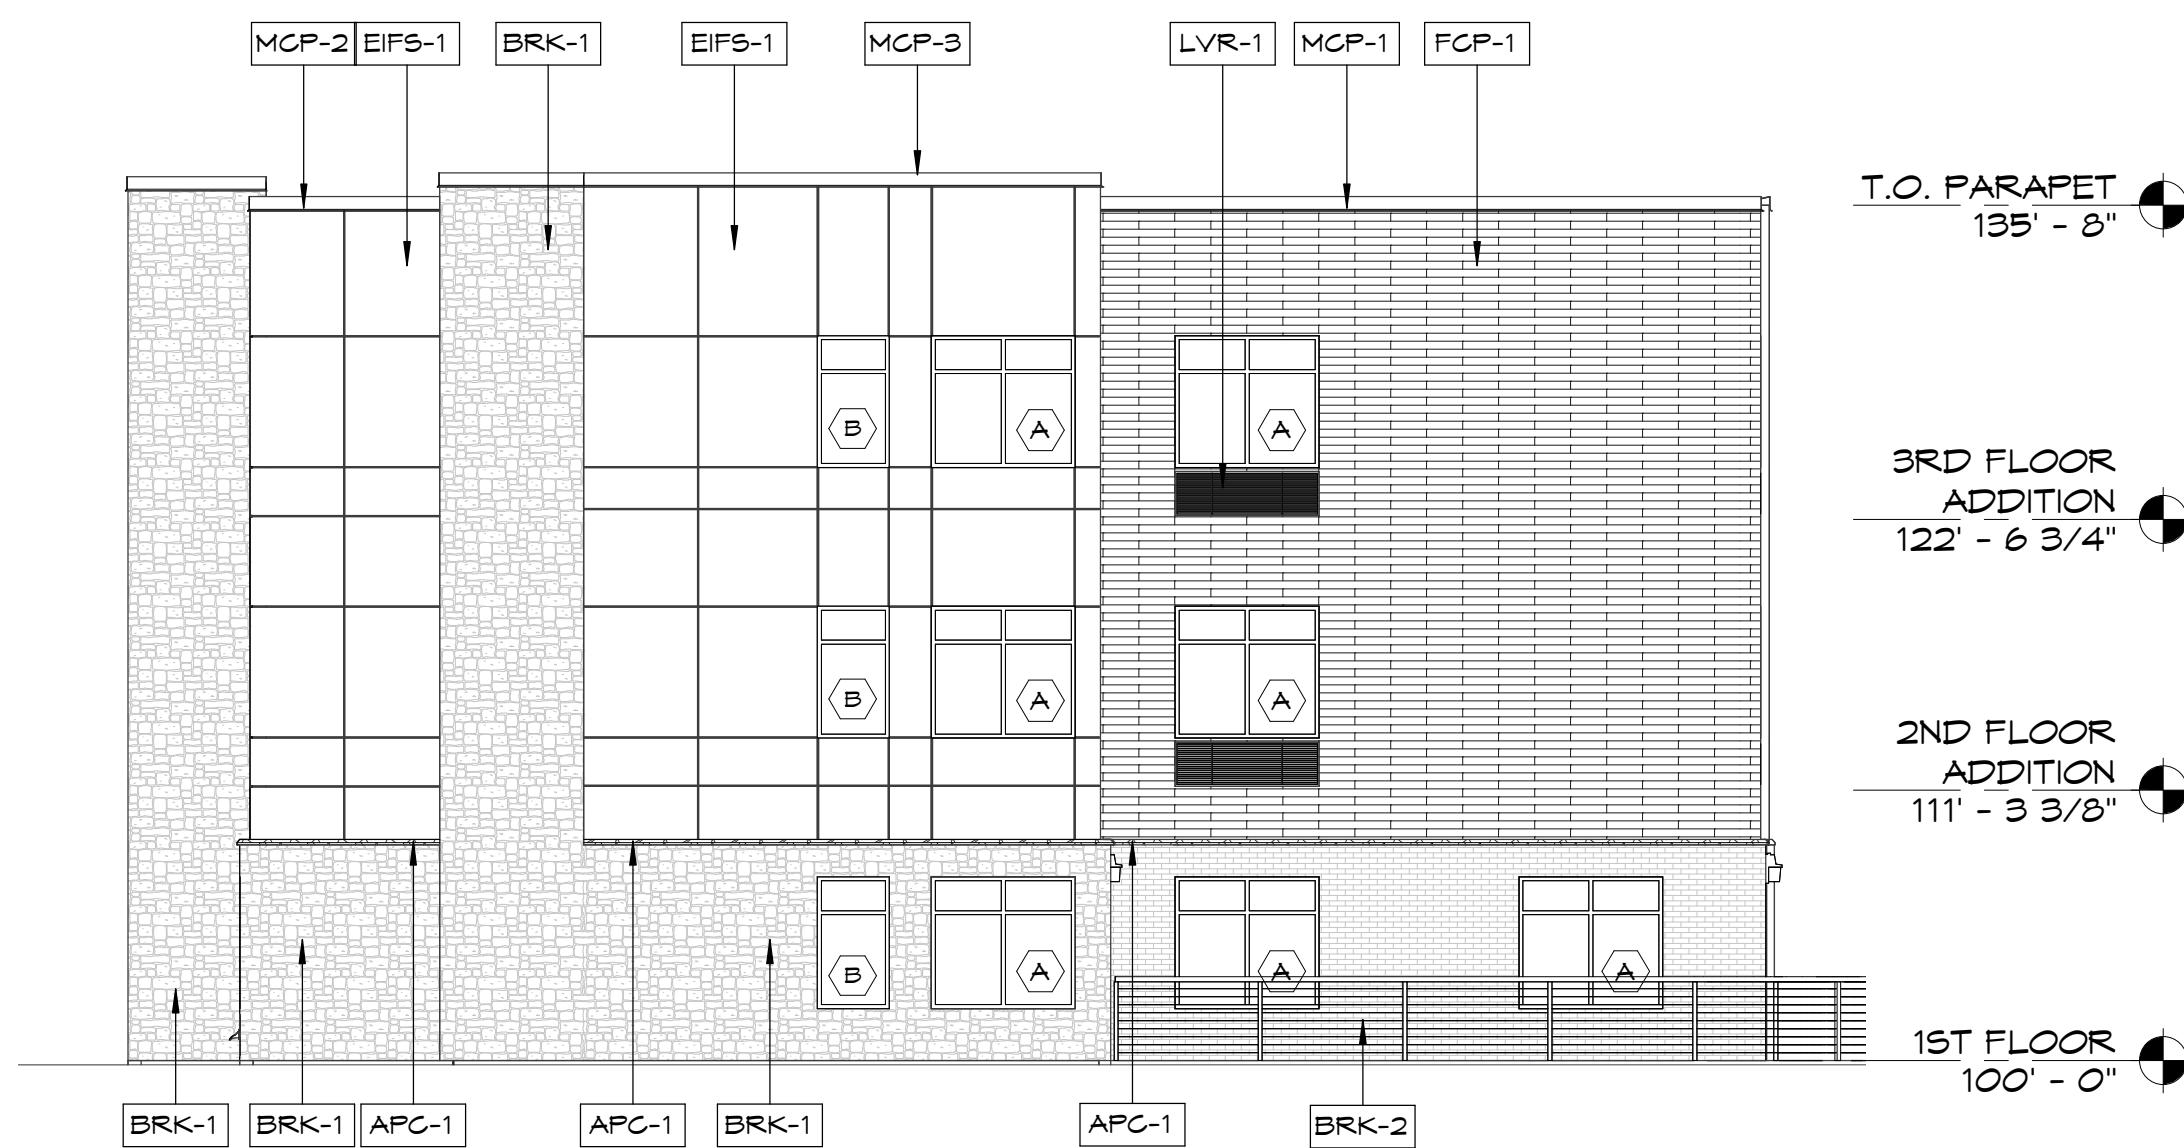 MCP-2
EIFS-1
BRK-1
EIFS-1
MCP-3
LVR-1
MCP-1
FCP-1
T.O. PARAPET
135' - 8"
B
A
A
3RD FLOOR
ADDITION
122' - 6 3/4"
B
A
A
2ND FLOOR
ADDITION
111' - 3 3/8"
B
A
A
A
1ST FLOOR
100' - 0"
BRK-1
BRK-1
APC-1
APC-1
BRK-1
APC-1
BRK-2